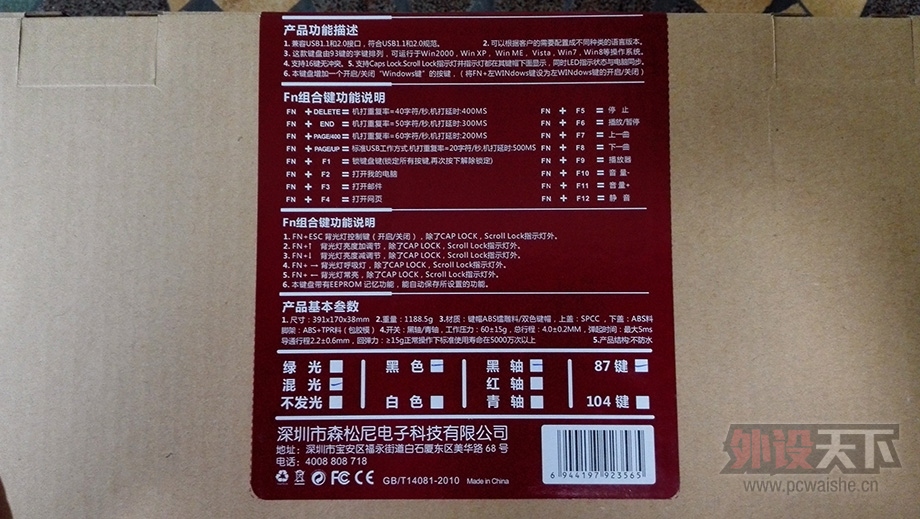 产品功能描述
1.兼容USB1.1和2.0接口，符合USB1.1和2.0规范。 2.可以根据客户的需要配置成不同种类的语言版本。
3.这款键盘由93键的字键排列，可运行于Win2000，Win XP，Win ME，Vista，Win7，Win8等操作系统。
4.支持16键无冲突。5.支持Caps Lock.Scroll Lock指示灯并指示灯都在其键帽下面显示，同时LED指示状态与电脑同步。
6.本键盘增加一个开启/关闭“Windows键”的按键，（将FN+左WINdows键设为左WINdows键的开启/关闭）
Fn组合键功能说明
FN + DELETE = 机打重复率=40字符/秒,机打延时:400MS FN + F5 = 停止
FN + END = 机打重复率=50字符/秒,机打延时:300MS FN + F6 = 播放/暂停
FN + PAGE/400 = 机打重复率=60字符/秒,机打延时:200MS FN + F7 = 上一曲
FN + PAGE/UP = 标准USB工作方式,机打重复率=20字符/秒,机打延时:500MS FN + F8 = 下一曲
FN + F1 = 锁键盘键(锁定所有按键,再次按下解除锁定) FN + F9 = 播放器
FN + F2 = 打开我的电脑 FN + F10 = 音量-
FN + F3 = 打开邮件 FN + F11 = 音量+
FN + F4 = 打开网页 FN + F12 = 静音
Fn组合键功能说明
1.FN+ESC 背光灯控制键（开启/关闭），除了CAP LOCK，Scroll Lock指示灯外。
2.FN+↑ 背光灯亮度加调节，除了CAP LOCK，Scroll Lock指示灯外。
3.FN+↓ 背光灯亮度减调节，除了CAP LOCK，Scroll Lock指示灯外。
4.FN+→ 背光灯呼吸灯，除了CAP LOCK，Scroll Lock指示灯外。
5.FN+← 背光灯常亮，除了CAP LOCK，Scroll Lock指示灯外。
6.本键盘带有EEPROM 记忆功能，能自动保存所设置的功能。
产品基本参数
1.尺寸：391x170x38mm 2.重量：1188.5g 3.材质：键帽ABS镭雕料/双色键帽，上盖：SPCC，下盖：ABS料
脚架：ABS+TPR料（包胶模）4.开关：黑轴/青轴，工作压力：60±15g，总行程：4.0±0.2MM，弹起时间：最大5ms
导通行程2.2±0.6mm，回弹力：≥15g正常操作下标准使用寿命在5000万次以上 5.产品结构:不防水
绿光 黑色 黑轴 87键
混光 红轴
不发光 白色 青轴 104键
深圳市森松尼电子科技有限公司
地址：深圳市宝安区福永街道白石厦东区美华路68号
电话：4008 808 718
FC CE GB/T14081-2010 Made in China
6 944197 923565
外设天下
www.pcwaishe.cn